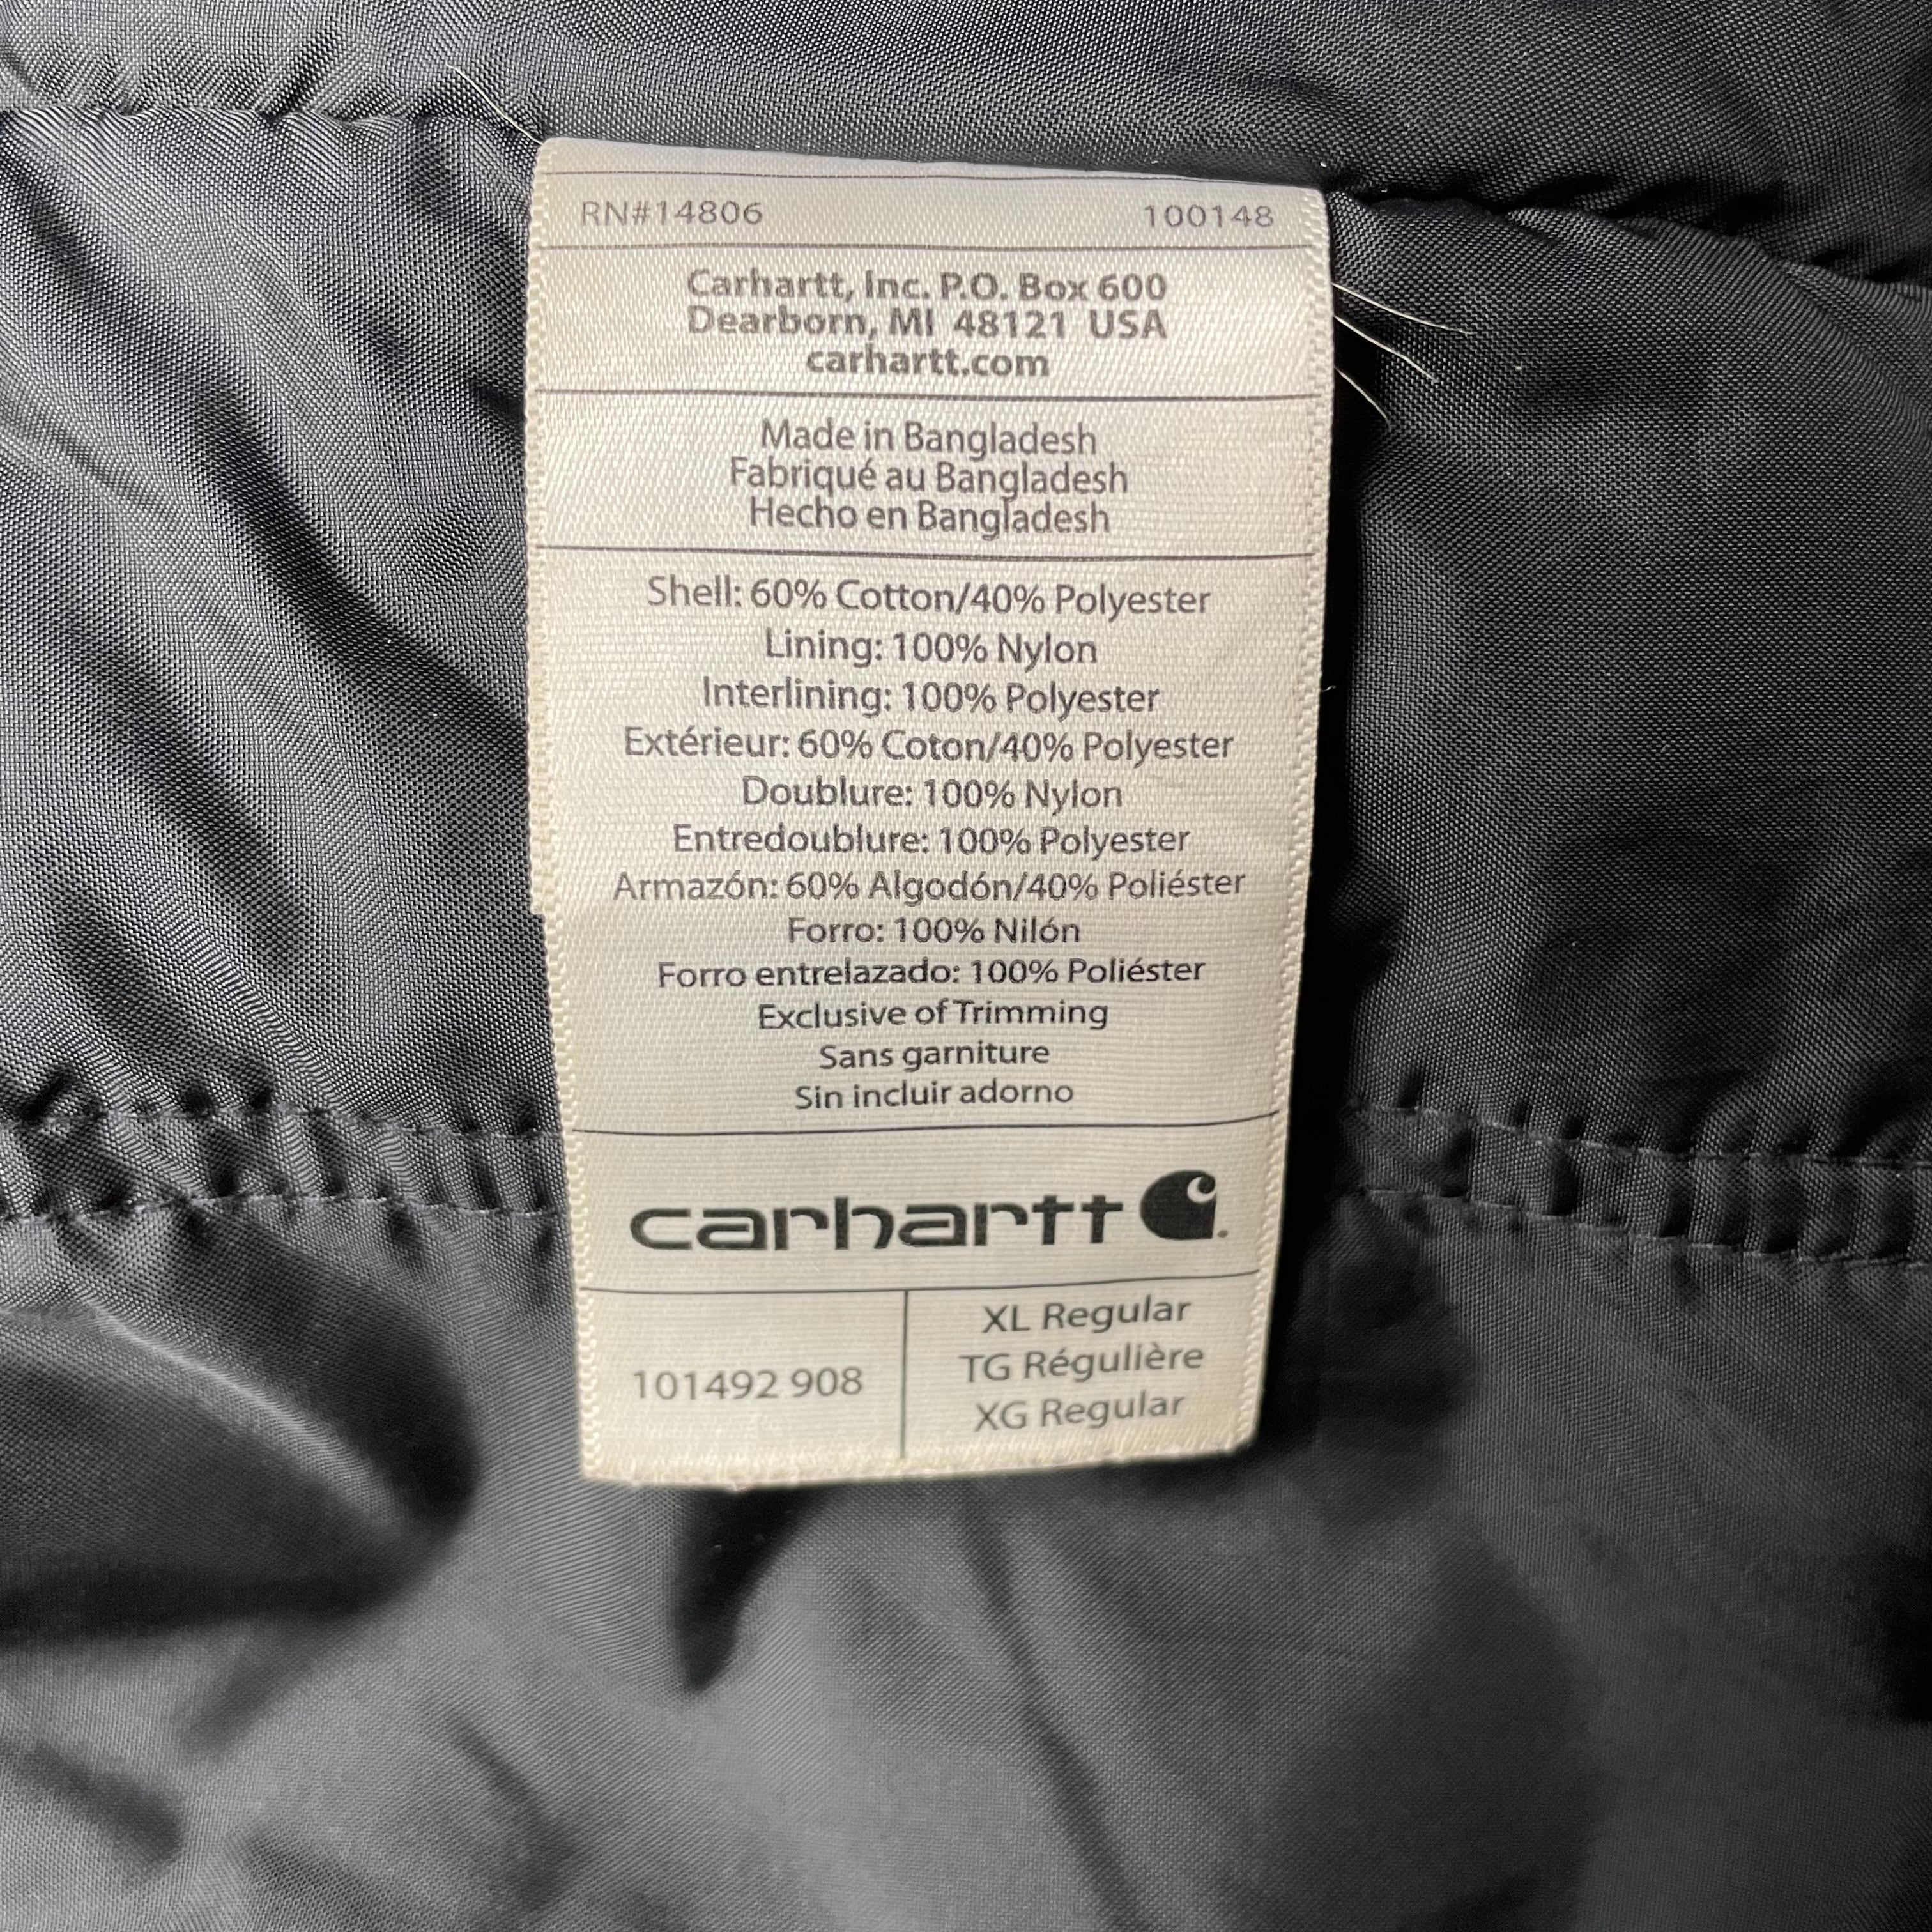 RN#14806 100148
Carhartt, Inc. P.O. Box 600
Dearborn, MI 48121 USA
carhartt.com
Made in Bangladesh
Fabriqué au Bangladesh
Hecho en Bangladesh
Shell: 60% Cotton/40% Polyester
Lining: 100% Nylon
Interlining: 100% Polyester
Extérieur: 60% Coton/40% Polyester
Doublure: 100% Nylon
Entredoublure: 100% Polyester
Armazón: 60% Algodón/40% Poliéster
Forro: 100% Nilón
Forro entrelazado: 100% Poliéster
Exclusive of Trimming
Sans garniture
Sin incluir adorno
carhartt
101492 908
XL Regular
TG Régulière
XG Regular